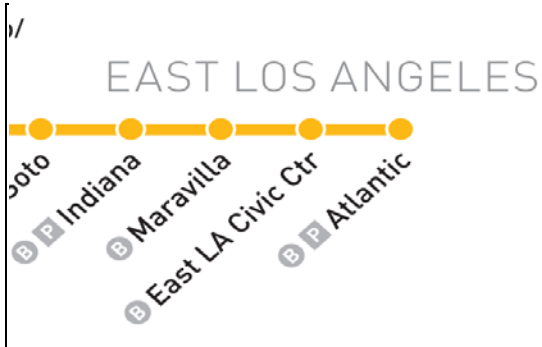 EAST LOS ANGELES
B P Indiana
B Maravilla
B East LA Civic Ctr
B P Atlantic